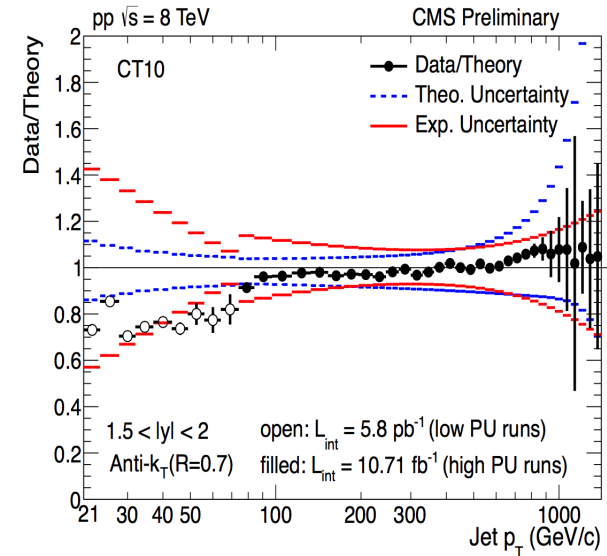 pp √s = 8 TeV CMS Preliminary
Data/Theory
2
1.8
1.6
1.4
1.2
1
0.8
0.6
0.4
0.2
0
CT10
Data/Theory
Theo. Uncertainty
Exp. Uncertainty
1.5 < |y| < 2
Anti-kT(R=0.7)
open: Lint = 5.8 pb-1 (low PU runs)
filled: Lint = 10.71 fb-1 (high PU runs)
21 30 40 50 100 200 300 1000
Jet pT (GeV/c)